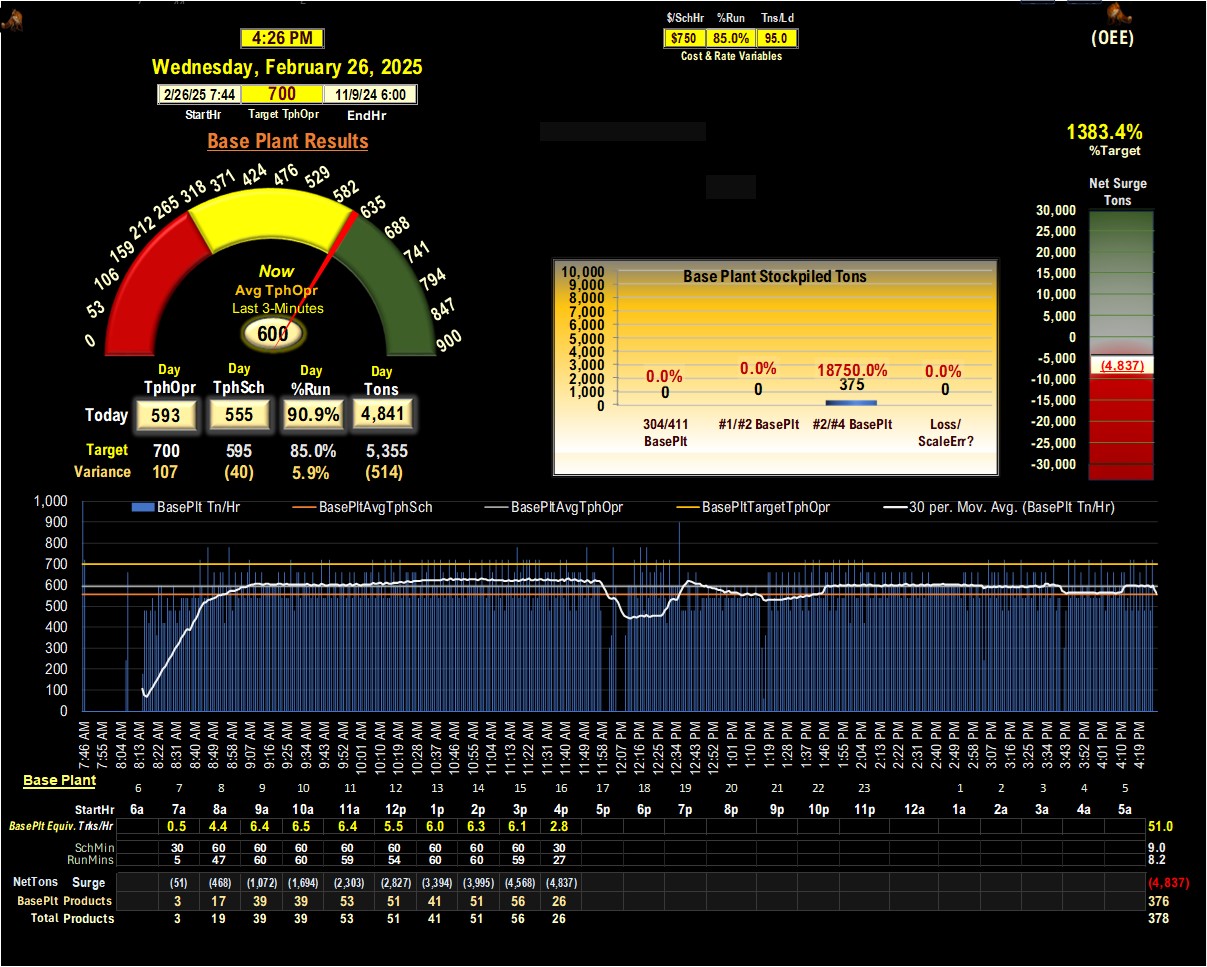 $/SchHr %Run Tns/Ld
$750 85.0% 95.0
Cost & Rate Variables
(OEE)
4:26 PM
Wednesday, February 26, 2025
2/26/25 7:44 700 11/9/24 6:00
StartHr Target TphOpr EndHr
Base Plant Results
1383.4%
%Target
Net Surge
Tons
30,000
25,000
20,000
15,000
10,000
5,000
0
-5,000
(4,837)
-10,000
-15,000
-20,000
-25,000
-30,000
0 53 106 159 212 265 318 371 424 476 529 582 635 688 741 794 847 900
Now
Avg TphOpr
Last 3-Minutes
600
Day Day Day Day
TphOpr TphSch %Run Tons
Today 593 555 90.9% 4,841
Target 700 595 85.0% 5,355
Variance 107 (40) 5.9% (514)
Base Plant Stockpiled Tons
10,000
9,000
8,000
7,000
6,000
5,000
4,000
3,000
2,000
1,000
0
0.0% 0.0% 18750.0% 0.0%
0 0 375 0
304/411 BasePlt
#1/#2 BasePlt
#2/#4 BasePlt
Loss/ ScaleErr?
BasePlt Tn/Hr BasePltAvgTphSch BasePltAvgTphOpr BasePltTargetTphOpr 30 per. Mov. Avg. (BasePlt Tn/Hr)
1,000
900
800
700
600
500
400
300
200
100
0
7:46 AM 7:55 AM 8:04 AM 8:13 AM 8:22 AM 8:31 AM 8:40 AM 8:49 AM 8:58 AM 9:07 AM 9:16 AM 9:25 AM 9:34 AM 9:43 AM 9:52 AM 10:01 AM 10:10 AM 10:19 AM 10:28 AM 10:37 AM 10:46 AM 10:55 AM 11:04 AM 11:13 AM 11:22 AM 11:31 AM 11:40 AM 11:49 AM 11:58 AM 12:07 PM 12:16 PM 12:25 PM 12:34 PM 12:43 PM 12:52 PM 1:01 PM 1:10 PM 1:19 PM 1:28 PM 1:37 PM 1:46 PM 1:55 PM 2:04 PM 2:13 PM 2:22 PM 2:31 PM 2:40 PM 2:49 PM 2:58 PM 3:07 PM 3:16 PM 3:25 PM 3:34 PM 3:43 PM 3:52 PM 4:01 PM 4:10 PM 4:19 PM
Base Plant
6 7 8 9 10 11 12 13 14 15 16 17 18 19 20 21 22 23 1 2 3 4 5
StartHr 6a 7a 8a 9a 10a 11a 12p 1p 2p 3p 4p 5p 6p 7p 8p 9p 10p 11p 12a 1a 2a 3a 4a 5a
BasePlt Equiv. Trks/Hr 0.5 4.4 6.4 6.5 6.4 5.5 6.0 6.3 6.1 2.8 51.0
SchMin 30 60 60 60 60 60 60 60 60 30 9.0
RunMins 5 47 60 60 59 54 60 60 59 27 8.2
NetTons Surge (51) (468) (1,072) (1,694) (2,303) (2,827) (3,394) (3,995) (4,568) (4,837) (4,837)
BasePlt Products 3 17 39 39 53 51 41 51 56 26 376
Total Products 3 19 39 39 53 51 41 51 56 26 378